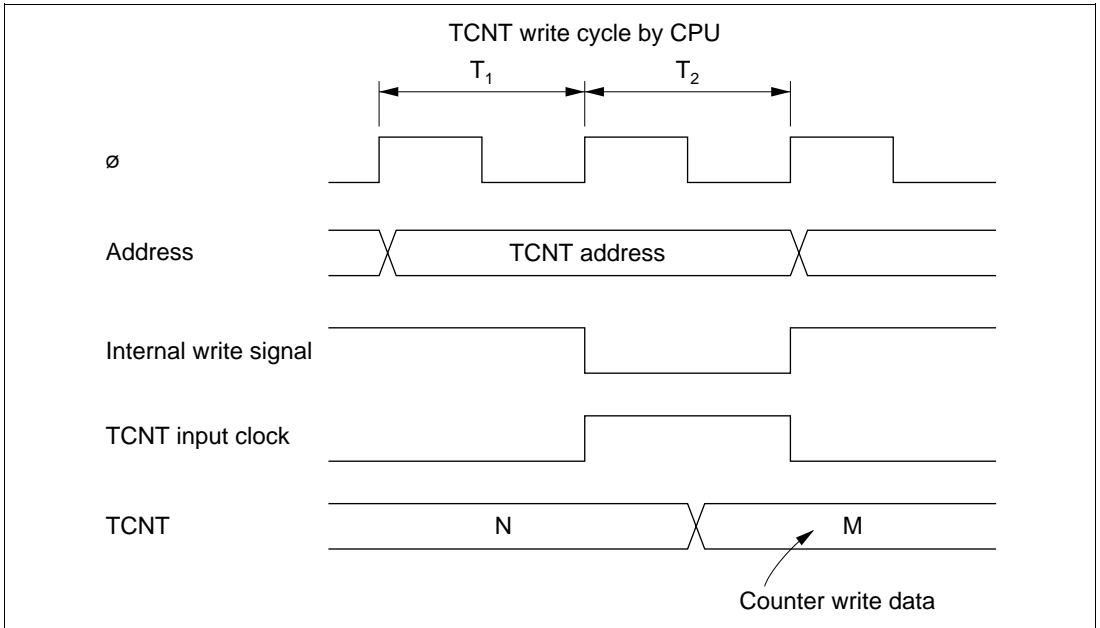 TCNT write cycle by CPU
T1 T2
ø
Address TCNT address
Internal write signal
TCNT input clock
TCNT N M
Counter write data